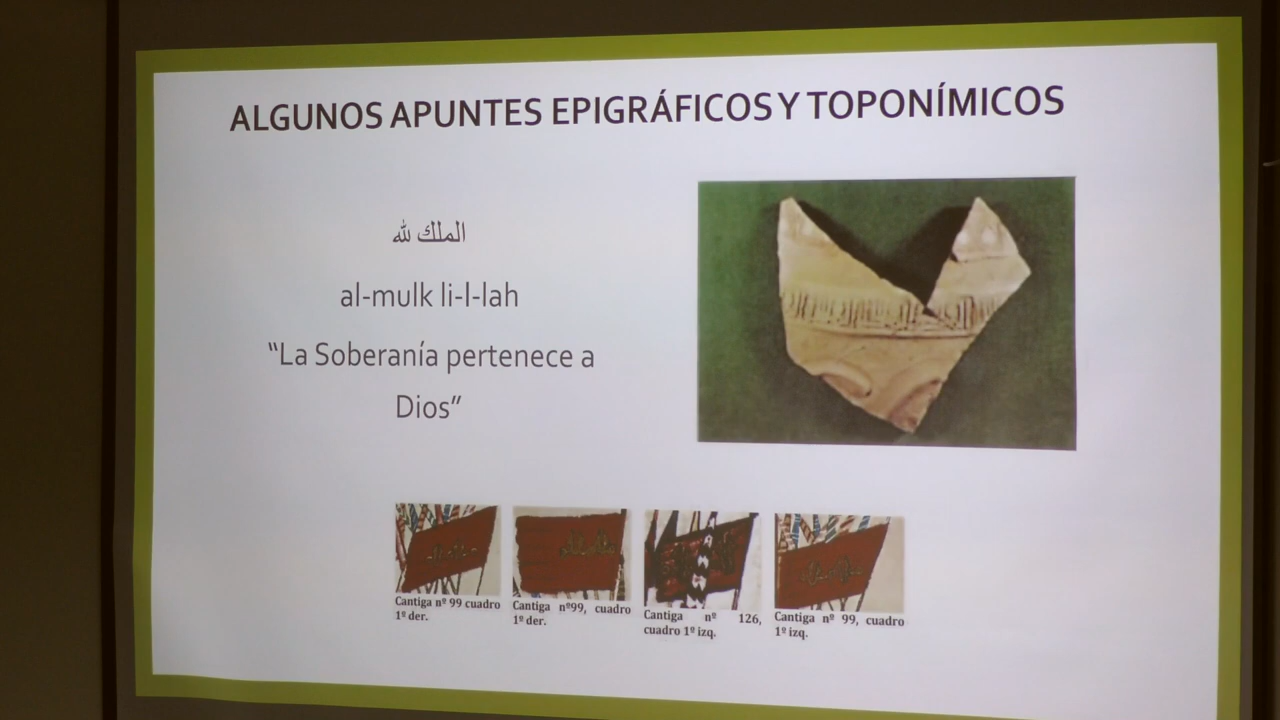 ALGUNOS APUNTES EPIGRÁFICOS Y TOPONÍMICOS
الملك لله
al-mulk li-l-lah
“La Soberanía pertenece a
Dios”
Cantiga nº 99 cuadro
1º der.
Cantiga nº99, cuadro
1º der.
Cantiga nº 126,
cuadro 1º izq.
Cantiga nº 99, cuadro
1º izq.